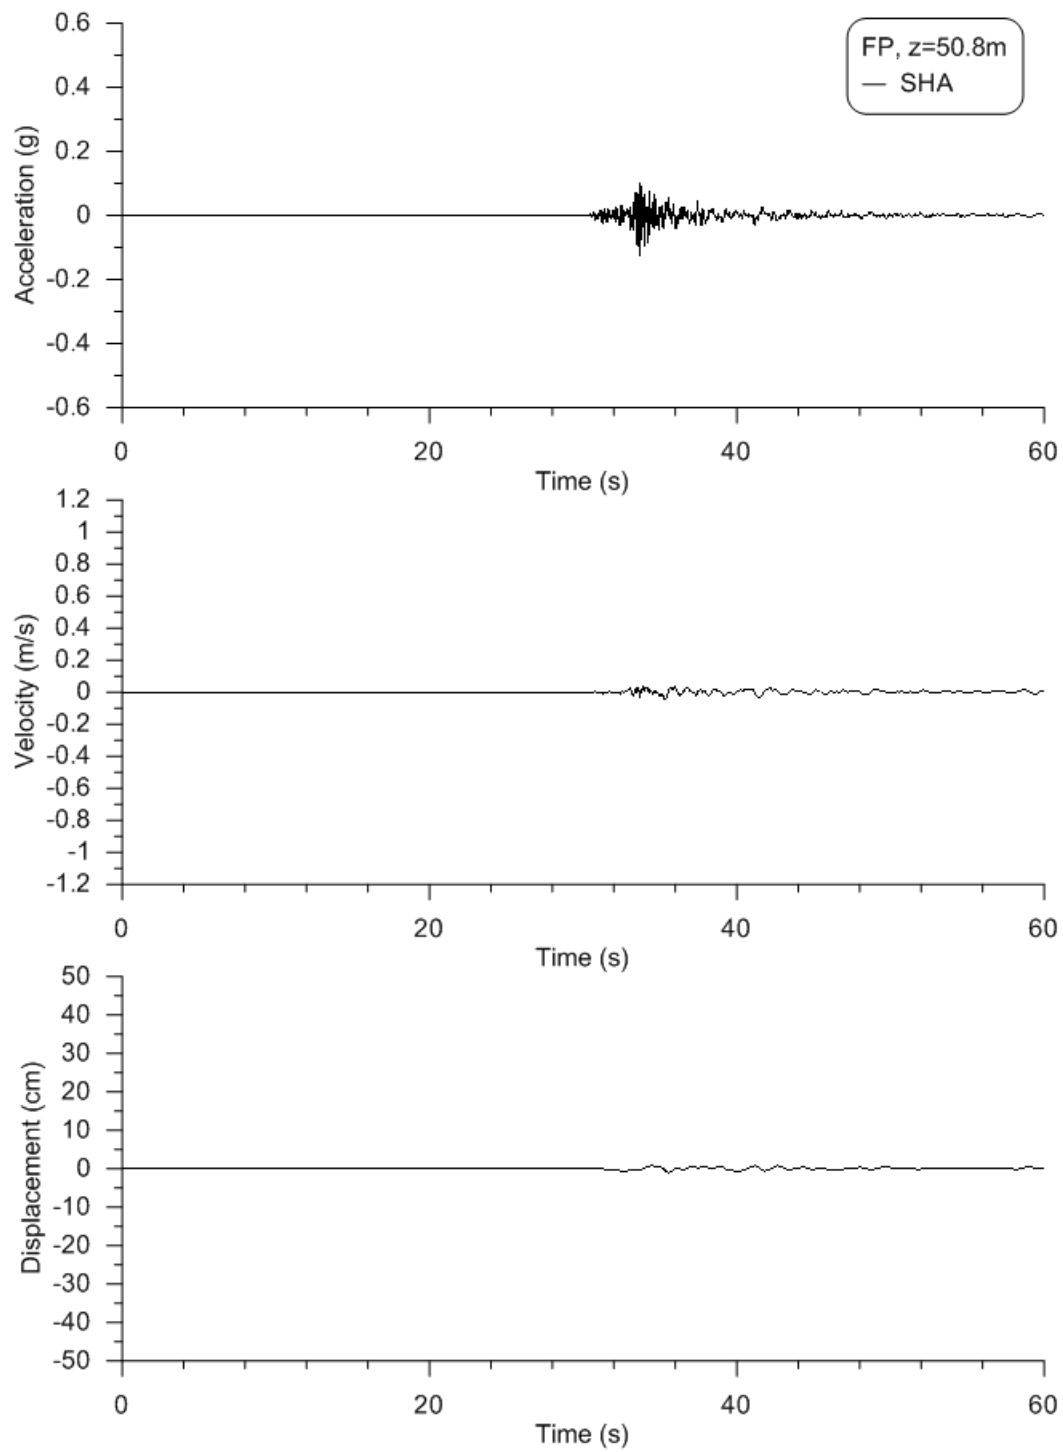 FP, z=50.8m
SHA
Acceleration (g)
0.6
0.4
0.2
0
-0.2
-0.4
-0.6
0 20 40 60
Time (s)
Velocity (m/s)
1.2
1
0.8
0.6
0.4
0.2
0
-0.2
-0.4
-0.6
-0.8
-1
-1.2
0 20 40 60
Time (s)
Displacement (cm)
50
40
30
20
10
0
-10
-20
-30
-40
-50
0 20 40 60
Time (s)